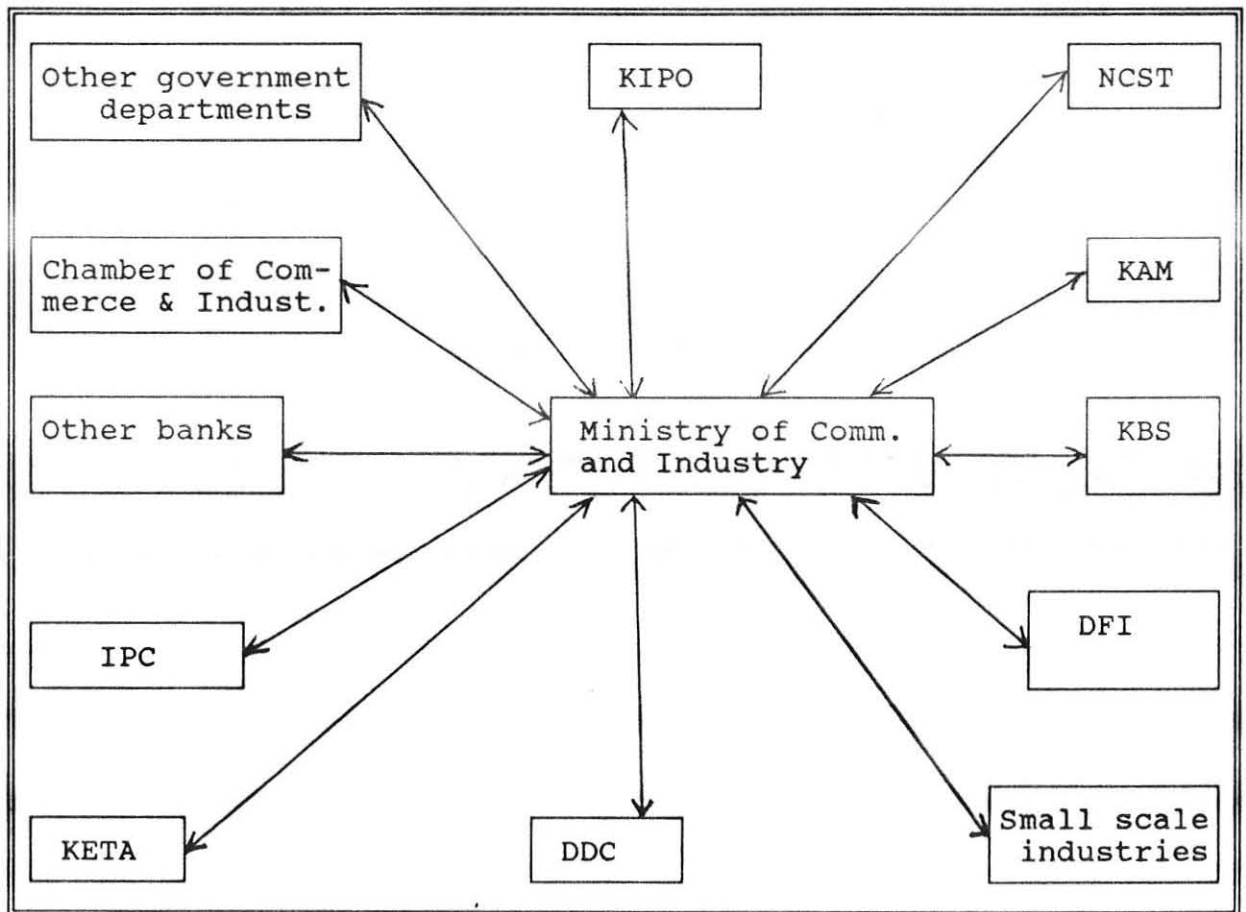 Other government
departments
KIPO
NCST
Chamber of Com-
merce & Indust.
KAM
Other banks
Ministry of Comm.
and Industry
KBS
IPC
DFI
KETA
DDC
Small scale
industries